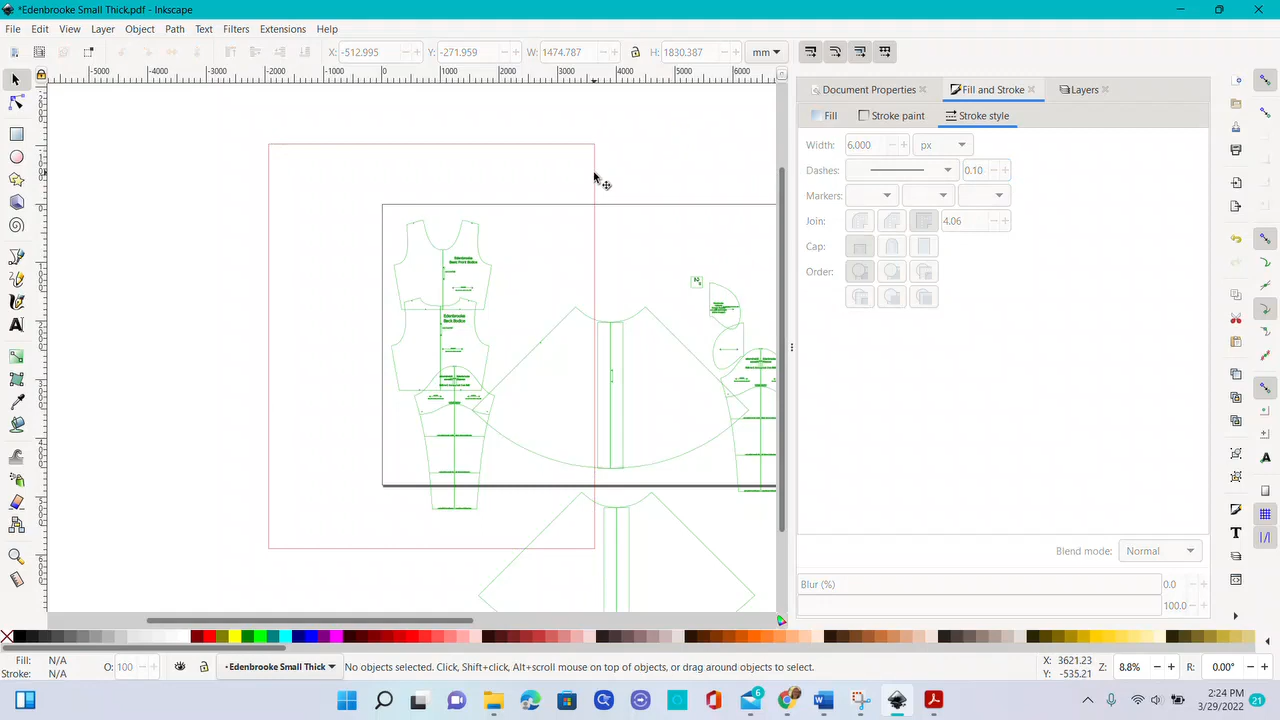 *Edenbrooke Small Thick.pdf - Inkscape
File Edit View Layer Object Path Text Filters Extensions Help
X: -512.995 Y: -271.959 W: 1474.787 H: 1830.387 mm
-5000 -4000 -3000 -2000 -1000 0 1000 2000 3000 4000 5000 6000
Document Properties Fill and Stroke Layers
Fill Stroke paint Stroke style
Width: 6.000 px
Dashes: 0.10
Markers:
Join: 4.06
Cap:
Order:
Edenbrooke
Edenbrooke
Blend mode: Normal
Blur (%) 0.0
100.0
Fill: N/A
Stroke: N/A
O: 100
•Edenbrooke Small Thick
No objects selected. Click, Shift+click, Alt+scroll mouse on top of objects, or drag around objects to select.
X: 3621.23
Y: -535.21
Z: 8.8%
R: 0.00°
6
2:24 PM
3/29/2022
21